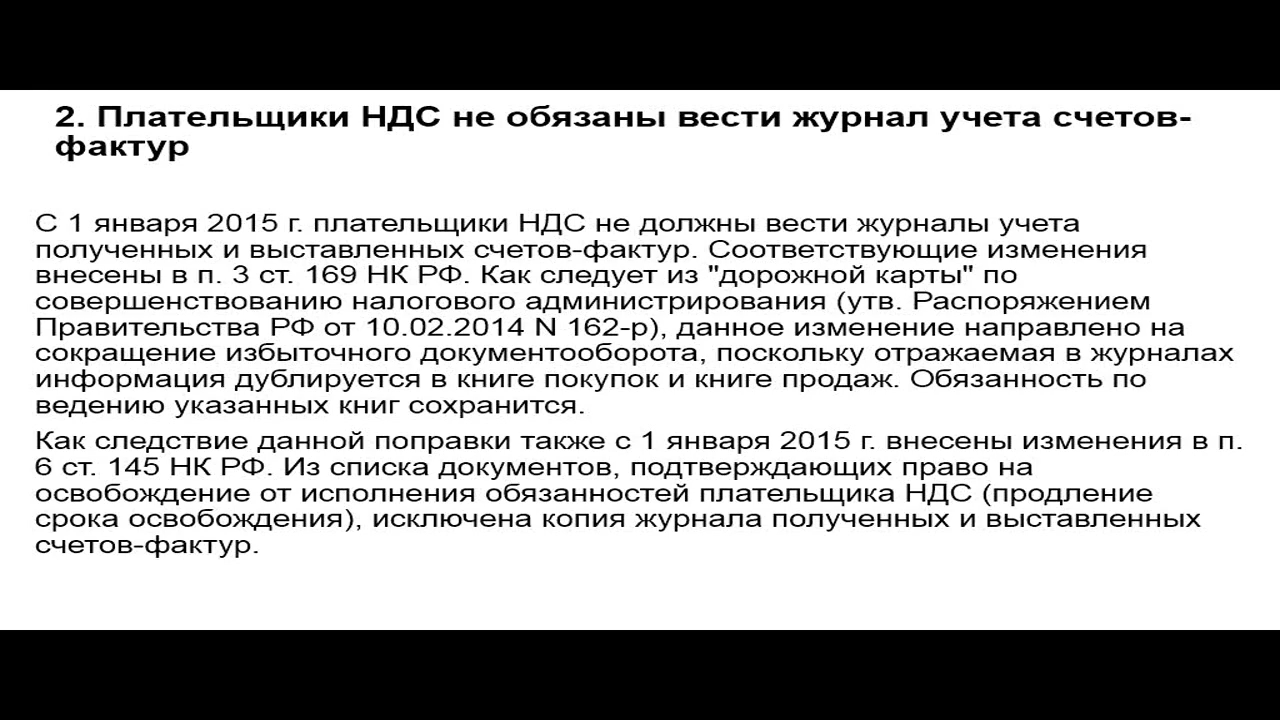 2. Плательщики НДС не обязаны вести журнал учета счетов-
фактур
С 1 января 2015 г. плательщики НДС не должны вести журналы учета
полученных и выставленных счетов-фактур. Соответствующие изменения
внесены в п. 3 ст. 169 НК РФ. Как следует из "дорожной карты" по
совершенствованию налогового администрирования (утв. Распоряжением
Правительства РФ от 10.02.2014 N 162-р), данное изменение направлено на
сокращение избыточного документооборота, поскольку отражаемая в журналах
информация дублируется в книге покупок и книге продаж. Обязанность по
ведению указанных книг сохранится.
Как следствие данной поправки также с 1 января 2015 г. внесены изменения в п.
6 ст. 145 НК РФ. Из списка документов, подтверждающих право на
освобождение от исполнения обязанностей плательщика НДС (продление
срока освобождения), исключена копия журнала полученных и выставленных
счетов-фактур.